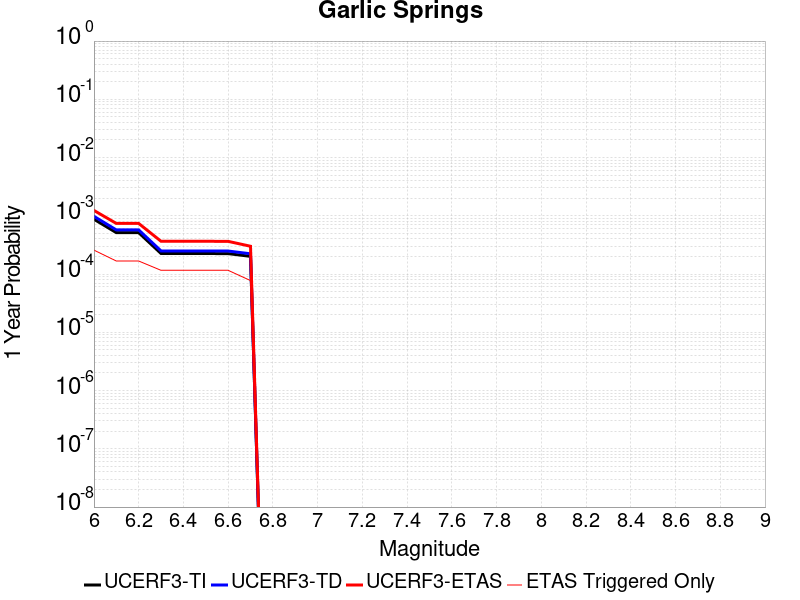 Garlic Springs
1 Year Probability
10^0
10^-1
10^-2
10^-3
10^-4
10^-5
10^-6
10^-7
10^-8
6 6.2 6.4 6.6 6.8 7 7.2 7.4 7.6 7.8 8 8.2 8.4 8.6 8.8 9
Magnitude
UCERF3-TI UCERF3-TD UCERF3-ETAS ETAS Triggered Only